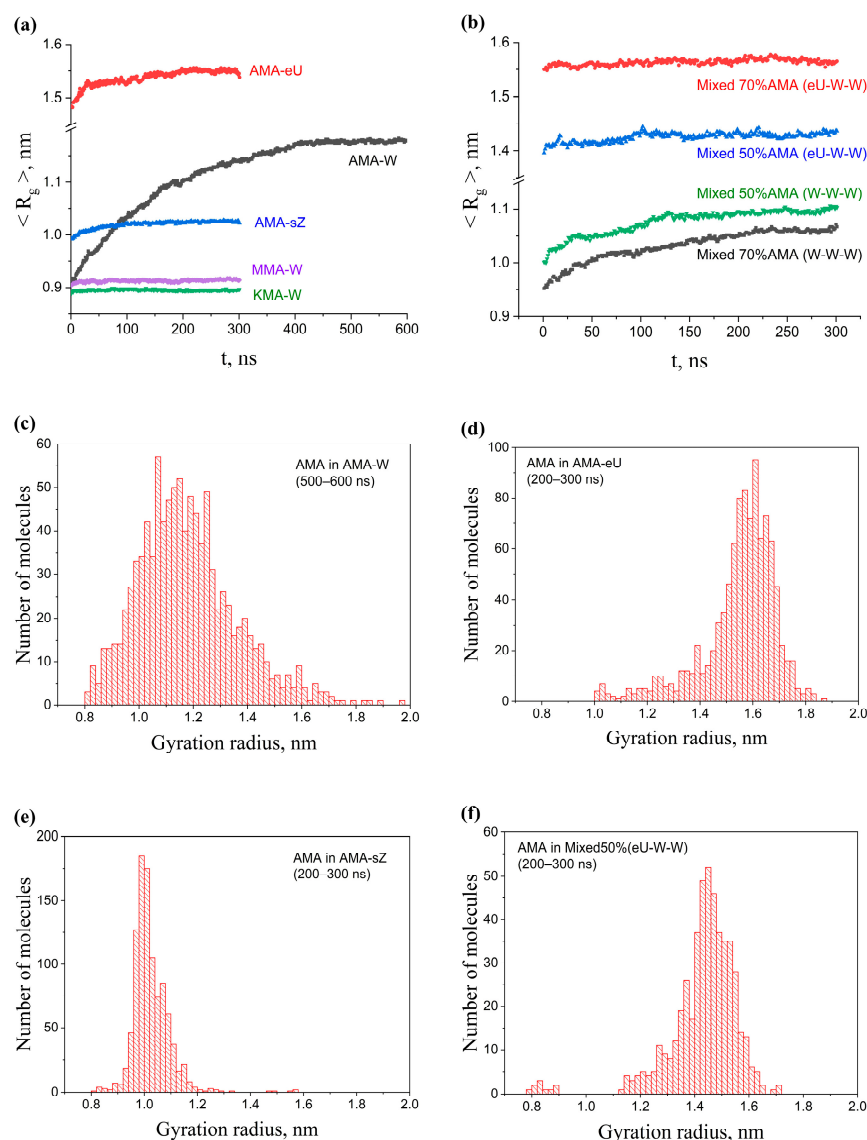 (a)
1.6
1.5
1.1
1.0
0.9
< Rg >, nm
AMA-eU
AMA-W
AMA-sZ
MMA-W
KMA-W
0 100 200 300 400 500 600
t, ns
(b)
1.6
1.4
1.1
1.0
0.9
< Rg >, nm
Mixed 70%AMA (eU-W-W)
Mixed 50%AMA (eU-W-W)
Mixed 50%AMA (W-W-W)
Mixed 70%AMA (W-W-W)
0 50 100 150 200 250 300
t, ns
(c)
60
50
40
30
20
10
0
Number of molecules
AMA in AMA-W
(500–600 ns)
0.8 1.0 1.2 1.4 1.6 1.8 2.0
Gyration radius, nm
(d)
100
80
60
40
20
0
Number of molecules
AMA in AMA-eU
(200–300 ns)
0.8 1.0 1.2 1.4 1.6 1.8 2.0
Gyration radius, nm
(e)
200
150
100
50
0
Number of molecules
AMA in AMA-sZ
(200–300 ns)
0.8 1.0 1.2 1.4 1.6 1.8 2.0
Gyration radius, nm
(f)
60
50
40
30
20
10
0
Number of molecules
AMA in Mixed50%(eU-W-W)
(200–300 ns)
0.8 1.0 1.2 1.4 1.6 1.8 2.0
Gyration radius, nm